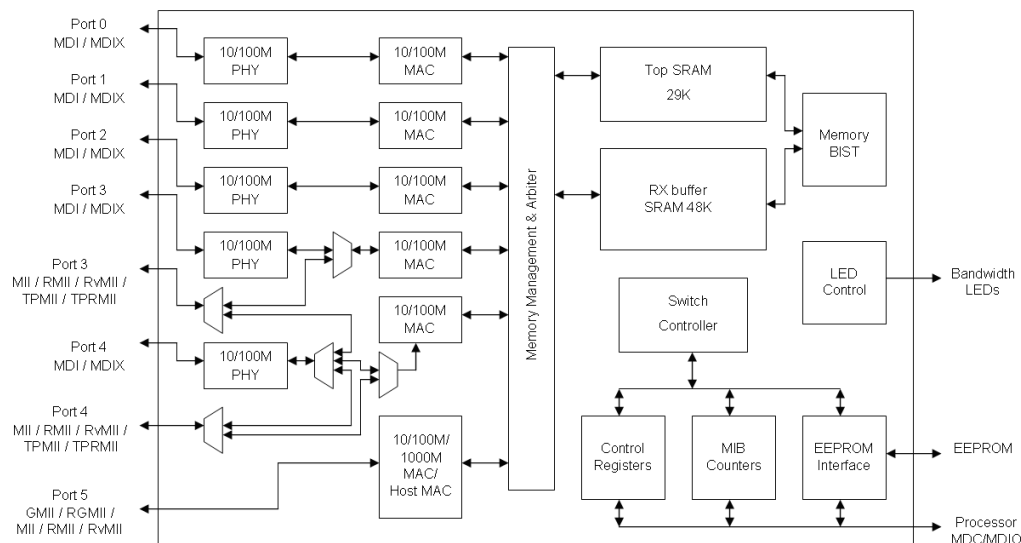 Port 0
MDI / MDIX
Port 1
MDI / MDIX
Port 2
MDI / MDIX
Port 3
MDI / MDIX
Port 3
MII / RMII / RvMII /
TPMII / TPRMII
Port 4
MDI / MDIX
Port 4
MII / RMII / RvMII /
TPMII / TPRMII
Port 5
GMII / RGMII /
MII / RMII / RvMII
10/100M
PHY
10/100M
PHY
10/100M
PHY
10/100M
PHY
10/100M
PHY
10/100M
MAC
10/100M
MAC
10/100M
MAC
10/100M
MAC
10/100M
MAC
10/100M/
1000M
MAC/
Host MAC
Memory Management & Arbiter
Top SRAM
29K
RX buffer
SRAM 48K
Memory
BIST
LED
Control
Bandwidth
LEDs
Switch
Controller
Control
Registers
MIB
Counters
EEPROM
Interface
EEPROM
Processor
MDC/MDIO